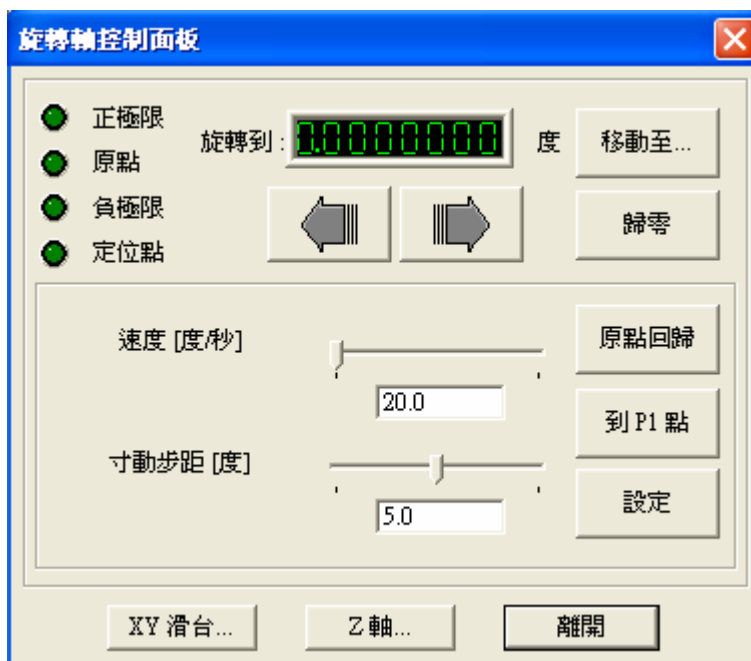 旋轉軸控制面板
正極限
原點
負極限
定位點
旋轉到 : 0.0000000 度
移動至...
歸零
速度 [度/秒]
20.0
寸動步距 [度]
5.0
原點回歸
到 P1 點
設定
XY 滑台...
Z 軸...
離開